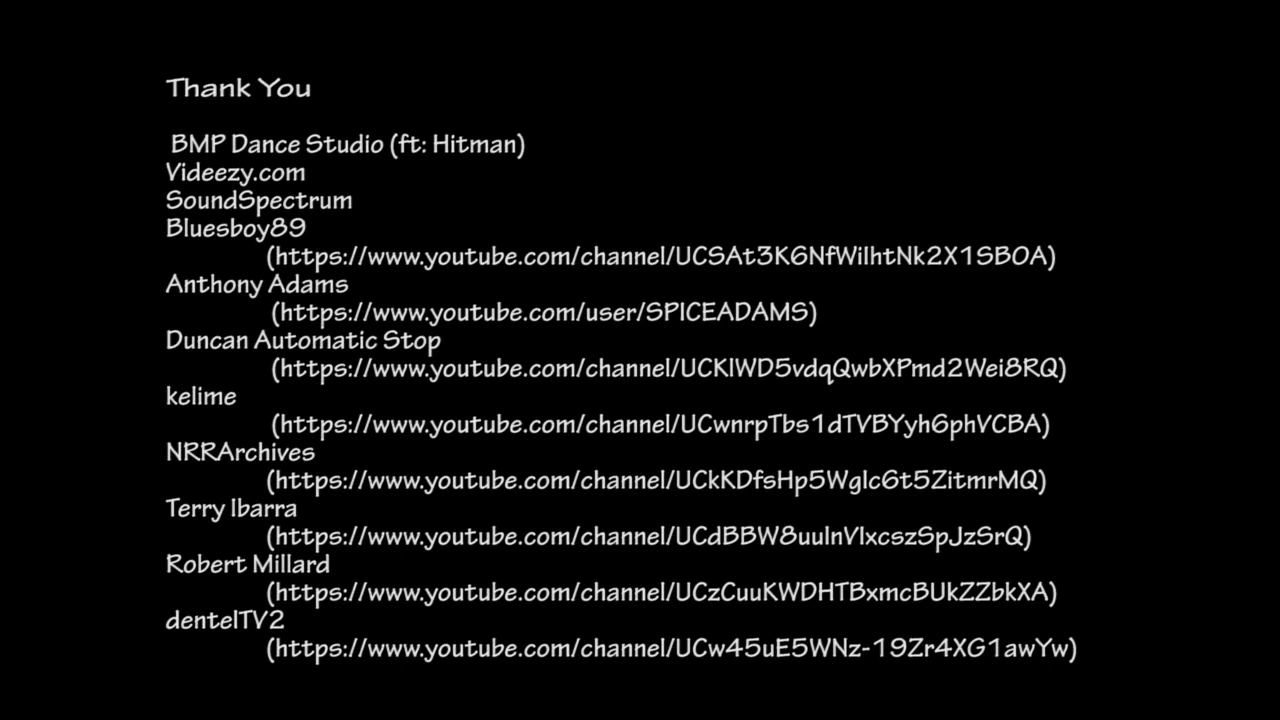 Thank You
BMP Dance Studio (ft: Hitman)
Videezy.com
SoundSpectrum
Bluesboy89
(https://www.youtube.com/channel/UCSAt3K6NfWiIhtNk2X1SBOA)
Anthony Adams
(https://www.youtube.com/user/SPICEADAMS)
Duncan Automatic Stop
(https://www.youtube.com/channel/UCKlWD5vdqQwbXPmd2Wei8RQ)
kelime
(https://www.youtube.com/channel/UCwnrpTbs1dTVBYyh6phVCBA)
NRRArchives
(https://www.youtube.com/channel/UCkKDfsHp5WgIc6t5ZitmrMQ)
Terry Ibarra
(https://www.youtube.com/channel/UCdBBW8uuInVIxcszSpJzSrQ)
Robert Millard
(https://www.youtube.com/channel/UCzCuuKWDHTBxmcBUkZZbkXA)
dentelTV2
(https://www.youtube.com/channel/UCw45uE5WNz-19Zr4XG1awYw)